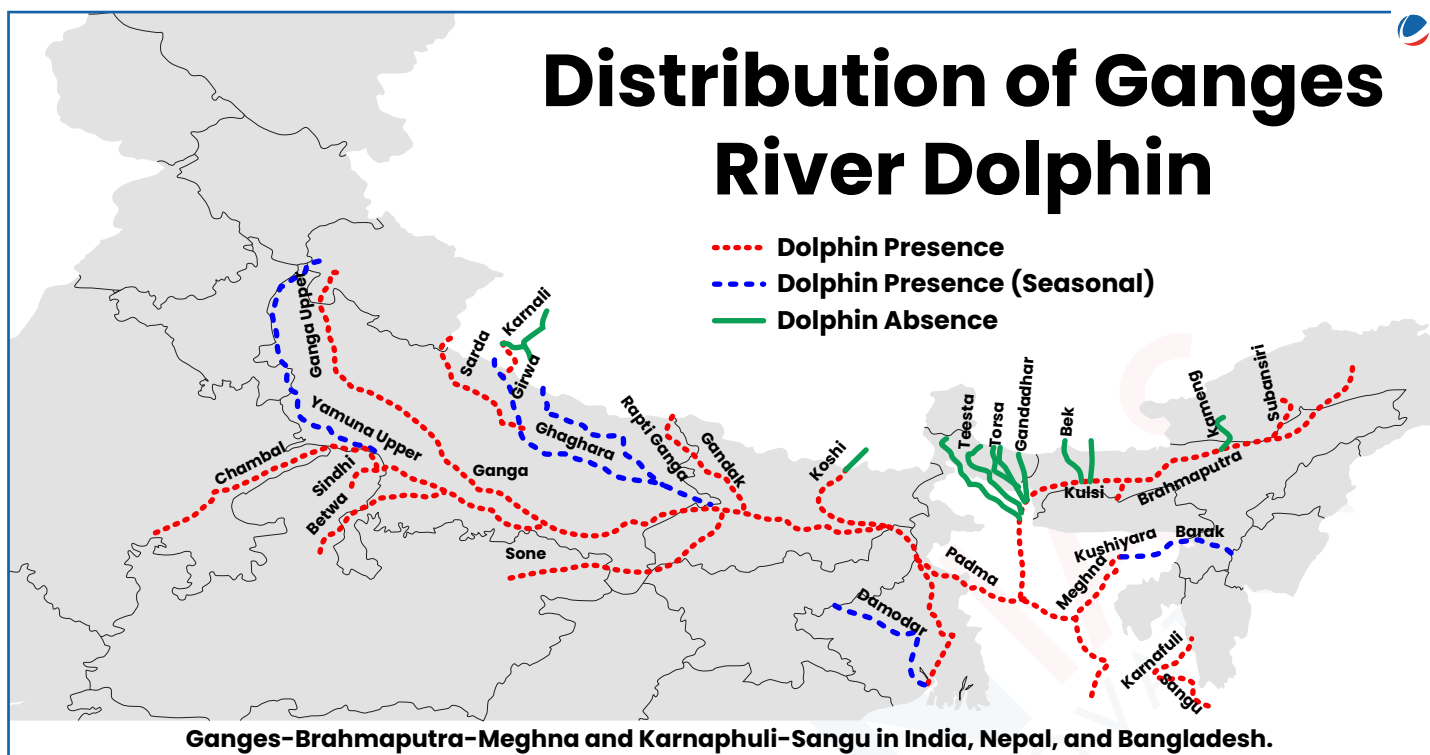 Distribution of Ganges
River Dolphin
Dolphin Presence
Dolphin Presence (Seasonal)
Dolphin Absence
Ganga Upper
Yamuna Upper
Chambal
Sindhi
Betwa
Ganga
Sone
Sarda
Karnali
Girwa
Ghaghara
Rapti Ganga
Gandak
Koshi
Teesta
Torsa
Gandadhar
Bek
Kameng
Subansiri
Kulsi
Brahmaputra
Padma
Kushiyara
Barak
Meghna
Damodar
Karnafuli
Sangu
Ganges-Brahmaputra-Meghna and Karnaphuli-Sangu in India, Nepal, and Bangladesh.